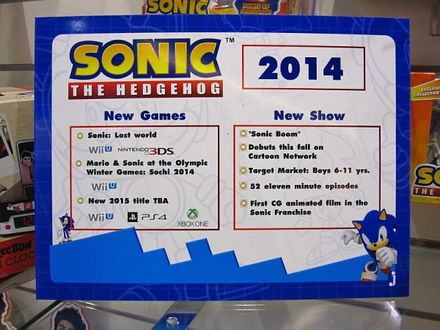 SONIC™
THE HEDGEHOG
2014
New Games
Sonic: Lost world
Wii U NINTENDO 3DS
Mario & Sonic at the Olympic
Winter Games: Sochi 2014
Wii U
New 2015 title TBA
Wii U PS4 XBOX ONE
New Show
"Sonic Boom"
Debuts this fall on
Cartoon Network
Target Market: Boys 6-11 yrs.
52 eleven minute episodes
First CG animated film in the
Sonic Franchise